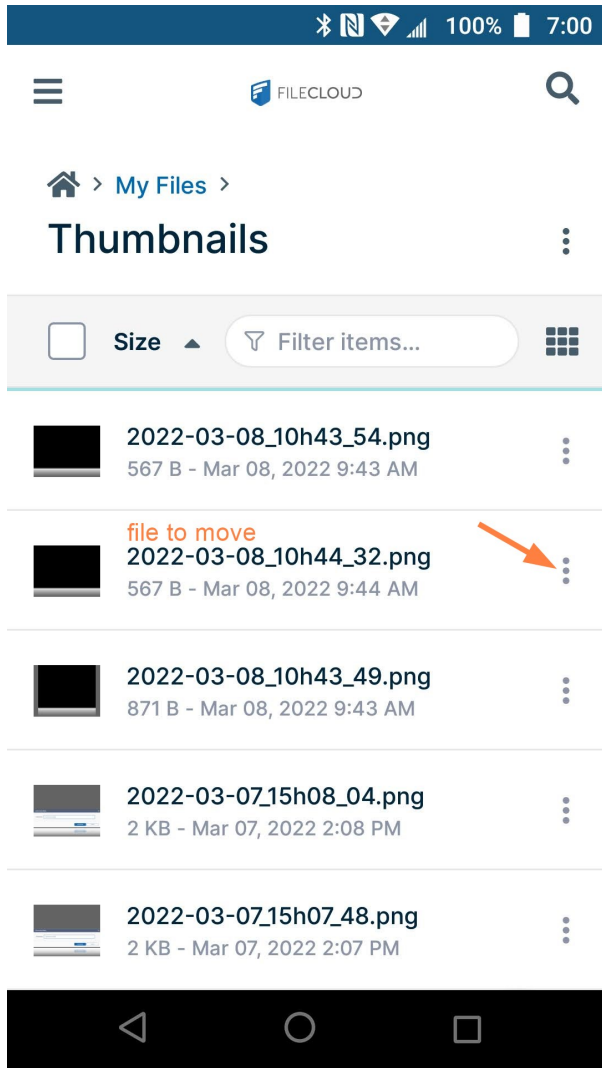 100% 7:00
FILECLOUD
> My Files >
Thumbnails
Size Filter items...
2022-03-08_10h43_54.png
567 B - Mar 08, 2022 9:43 AM
file to move
2022-03-08_10h44_32.png
567 B - Mar 08, 2022 9:44 AM
2022-03-08_10h43_49.png
871 B - Mar 08, 2022 9:43 AM
2022-03-07_15h08_04.png
2 KB - Mar 07, 2022 2:08 PM
2022-03-07_15h07_48.png
2 KB - Mar 07, 2022 2:07 PM